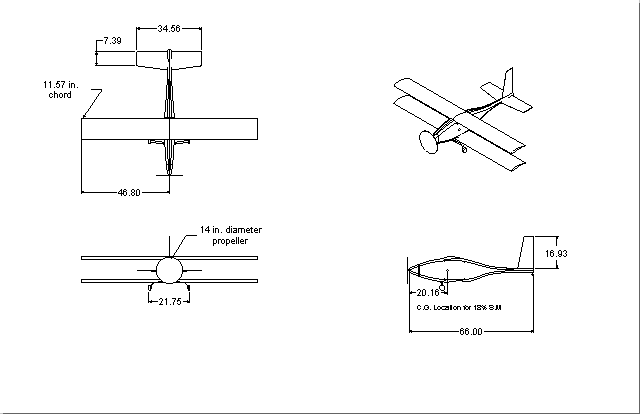 34.56
7.39
11.57 in.
chord
46.80
14 in. diameter
propeller
21.75
16.93
20.16
C.G. Location for 18% S.M
66.00